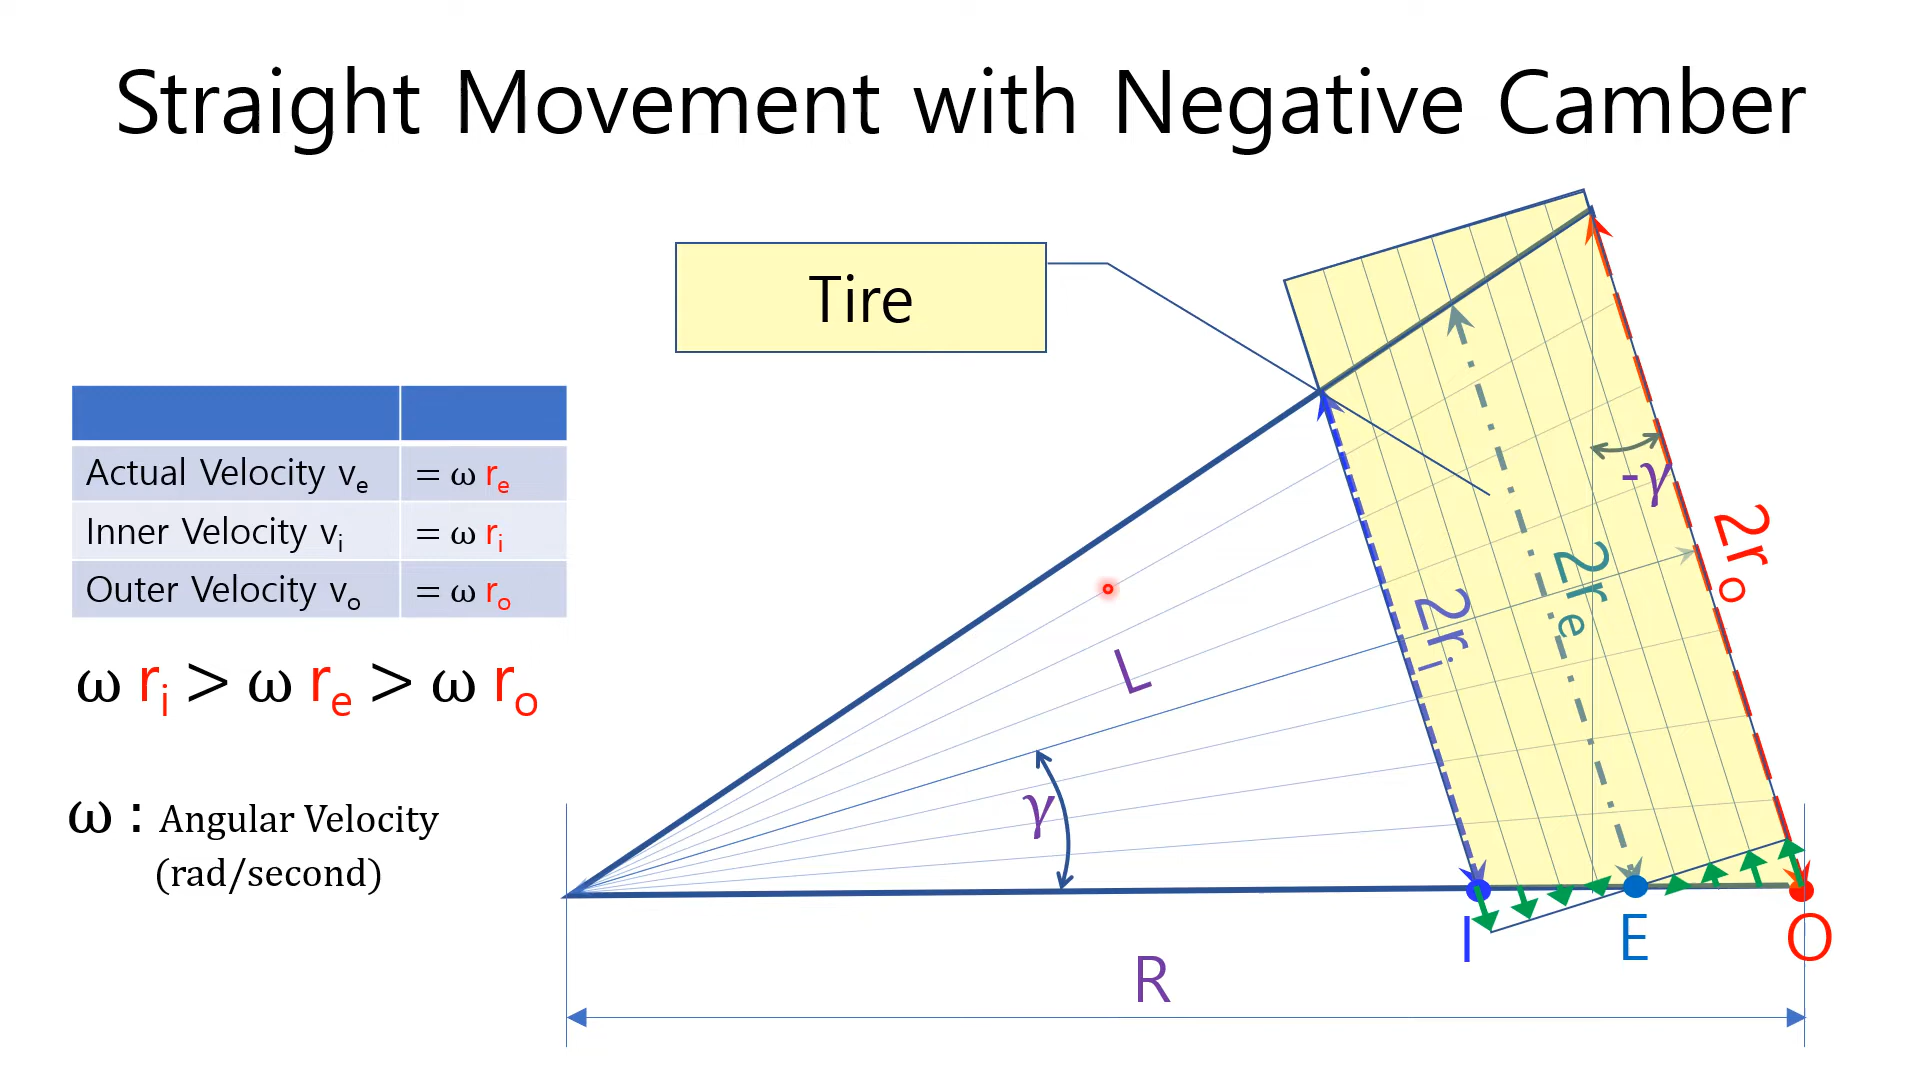 Straight Movement with Negative Camber
Tire
Actual Velocity vₑ = ω rₑ
Inner Velocity vᵢ = ω rᵢ
Outer Velocity vₒ = ω rₒ
ω rᵢ > ω rₑ > ω rₒ
ω : Angular Velocity
(rad/second)
L
γ
R
2rᵢ
2rₑ
-γ
2rₒ
I
E
O